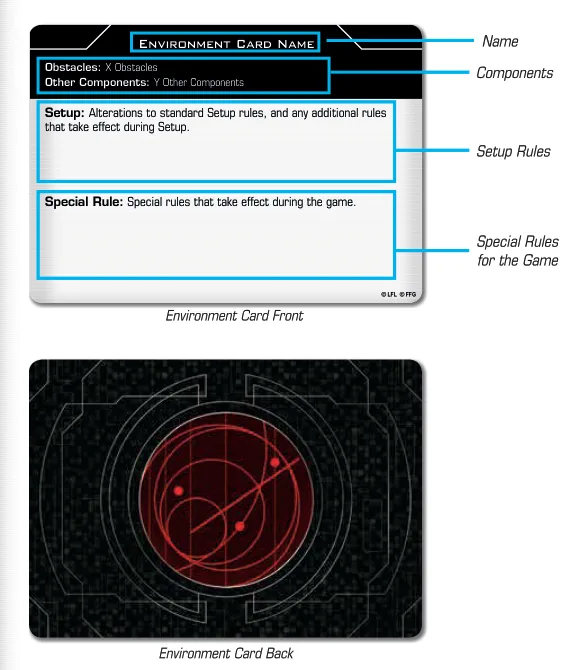 Environment Card Name
Name
Obstacles: X Obstacles
Other Components: Y Other Components
Components
Setup: Alterations to standard Setup rules, and any additional rules
that take effect during Setup.
Setup Rules
Special Rule: Special rules that take effect during the game.
Special Rules
for the Game
©LFL ©FFG
Environment Card Front
Environment Card Back